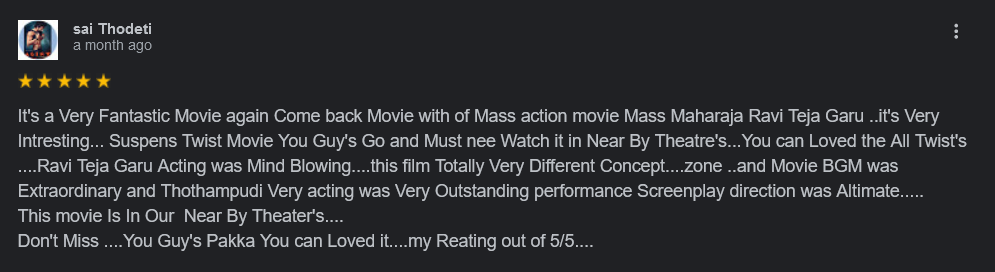 sai Thodeti
a month ago
It's a Very Fantastic Movie again Come back Movie with of Mass action movie Mass Maharaja Ravi Teja Garu ..it's Very
Intresting... Suspens Twist Movie You Guy's Go and Must nee Watch it in Near By Theatre's...You can Loved the All Twist's
....Ravi Teja Garu Acting was Mind Blowing....this film Totally Very Different Concept....zone ..and Movie BGM was
Extraordinary and Thothampudi Very acting was Very Outstanding performance Screenplay direction was Altimate.....
This movie Is In Our  Near By Theater's....
Don't Miss ....You Guy's Pakka You can Loved it....my Reating out of 5/5....